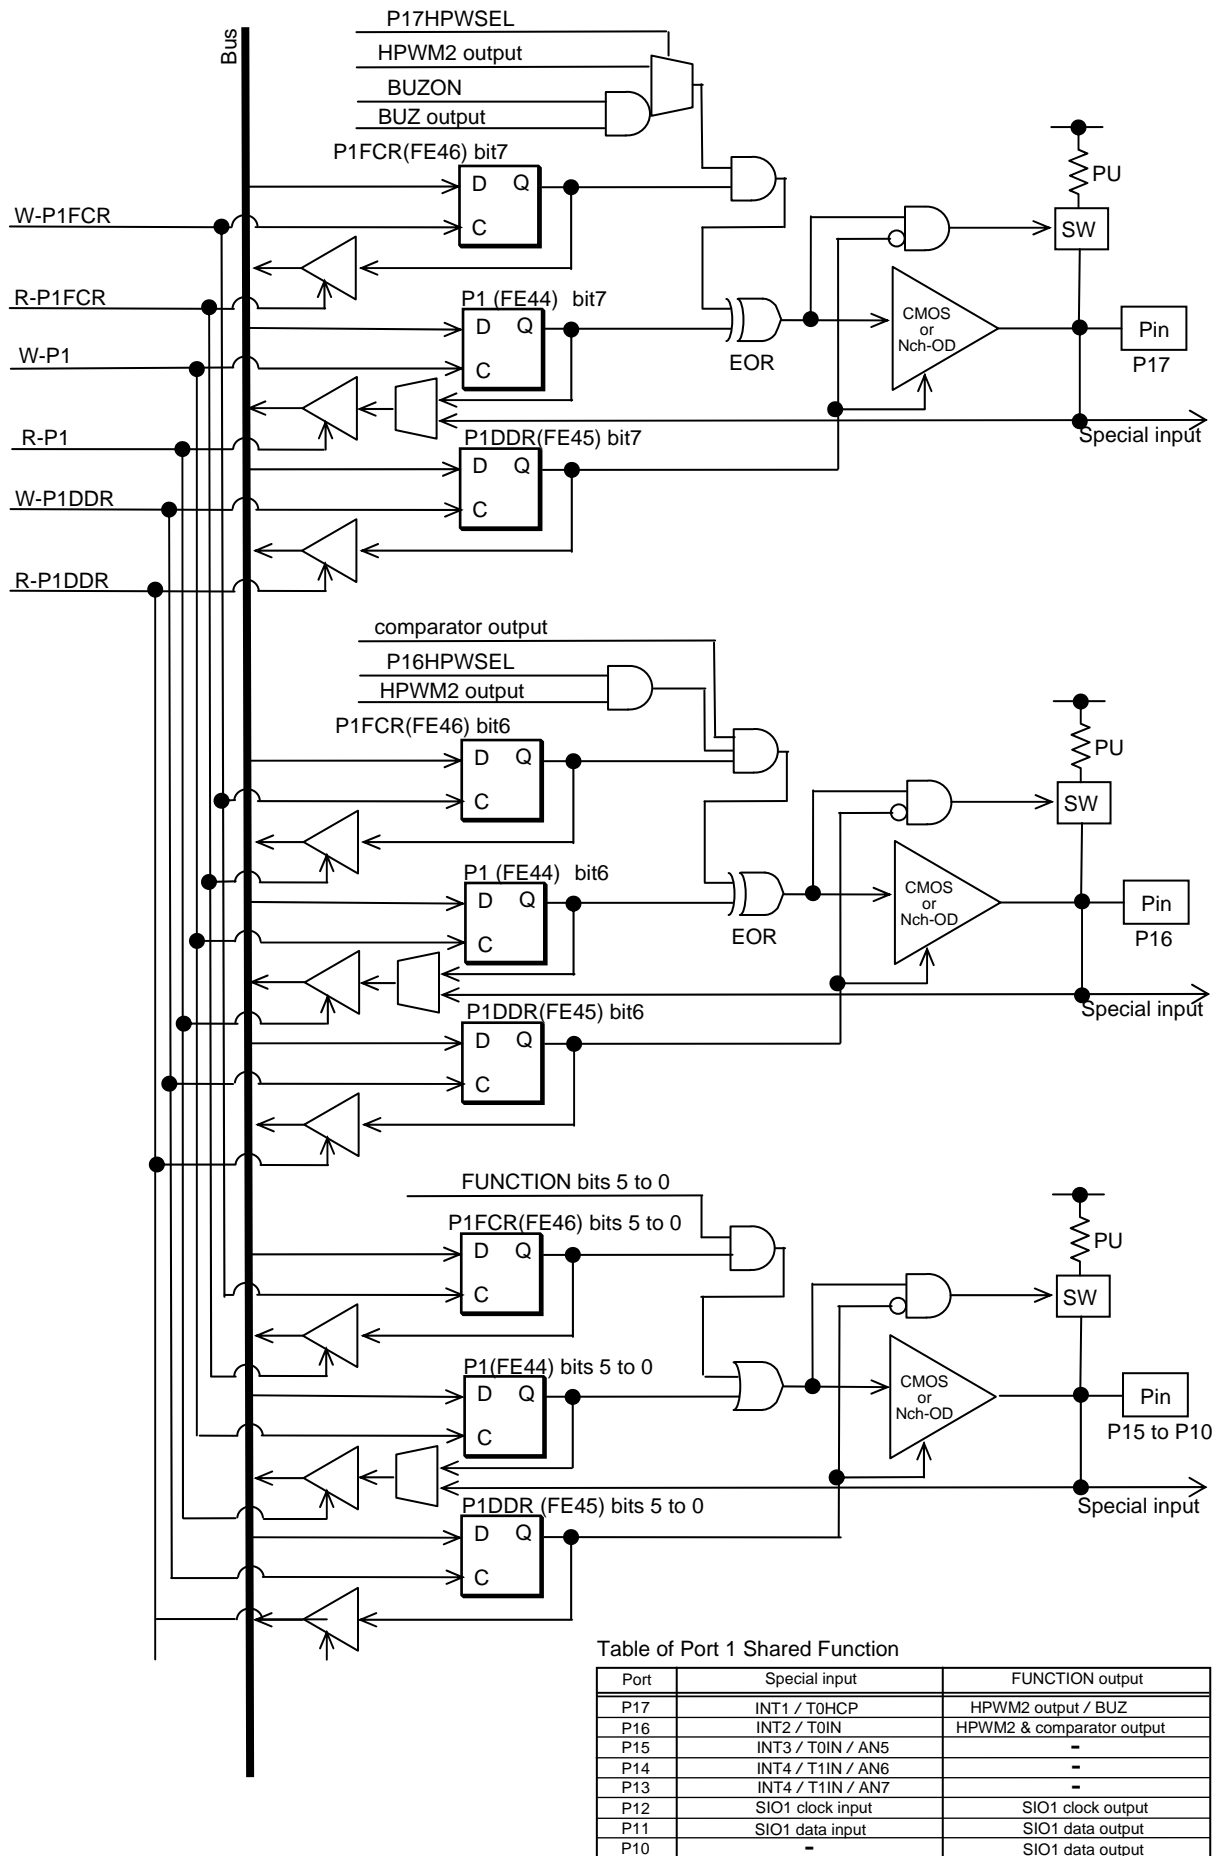 P17HPWSEL
Bus
HPWM2 output
BUZON
BUZ output
P1FCR(FE46) bit7
PU
D Q
W-P1FCR
C
SW
R-P1FCR
P1 (FE44) bit7
D Q
CMOS
or
Nch-OD
Pin
W-P1
C
EOR
P17
R-P1
P1DDR(FE45) bit7
Special input
D Q
W-P1DDR
C
R-P1DDR
comparator output
P16HPWSEL
HPWM2 output
P1FCR(FE46) bit6
PU
D Q
C
SW
P1 (FE44) bit6
D Q
CMOS
or
Nch-OD
Pin
C
EOR
P16
P1DDR(FE45) bit6
Special input
D Q
C
FUNCTION bits 5 to 0
P1FCR(FE46) bits 5 to 0
PU
D Q
C
SW
P1(FE44) bits 5 to 0
D Q
CMOS
or
Nch-OD
Pin
C
P15 to P10
P1DDR (FE45) bits 5 to 0
Special input
D Q
C
Table of Port 1 Shared Function
Port Special input FUNCTION output
P17 INT1 / T0HCP HPWM2 output / BUZ
P16 INT2 / T0IN HPWM2 & comparator output
P15 INT3 / T0IN / AN5 -
P14 INT4 / T1IN / AN6 -
P13 INT4 / T1IN / AN7 -
P12 SIO1 clock input SIO1 clock output
P11 SIO1 data input SIO1 data output
P10 - SIO1 data output